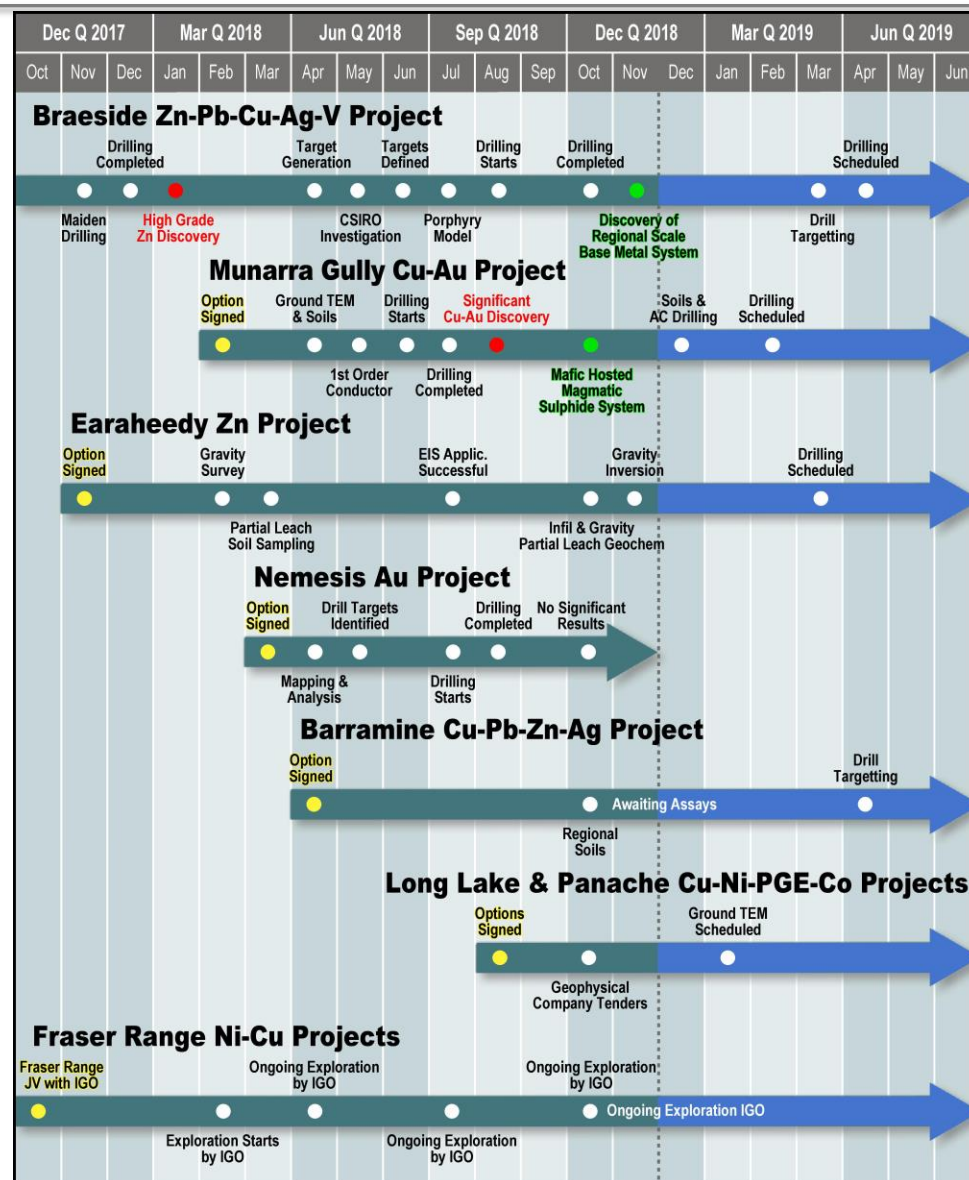 Dec Q 2017 Mar Q 2018 Jun Q 2018 Sep Q 2018 Dec Q 2018 Mar Q 2019 Jun Q 2019
Oct Nov Dec Jan Feb Mar Apr May Jun Jul Aug Sep Oct Nov Dec Jan Feb Mar Apr May Jun
Braeside Zn-Pb-Cu-Ag-V Project
Drilling
Completed
Target
Generation
Targets
Defined
Drilling
Starts
Drilling
Completed
Drilling
Scheduled
Maiden
Drilling
High Grade
Zn Discovery
CSIRO
Investigation
Porphyry
Model
Discovery of
Regional Scale
Base Metal System
Drill
Targetting
Munarra Gully Cu-Au Project
Option
Signed
Ground TEM
& Soils
Drilling
Starts
Significant
Cu-Au Discovery
Soils &
AC Drilling
Drilling
Scheduled
1st Order
Conductor
Drilling
Completed
Mafic Hosted
Magmatic
Sulphide System
Earaheedy Zn Project
Option
Signed
Gravity
Survey
EIS Applic.
Successful
Gravity
Inversion
Drilling
Scheduled
Partial Leach
Soil Sampling
Infil & Gravity
Partial Leach Geochem
Nemesis Au Project
Option
Signed
Drill Targets
Identified
Drilling
Completed
No Significant
Results
Mapping &
Analysis
Drilling
Starts
Barramine Cu-Pb-Zn-Ag Project
Option
Signed
Drill
Targetting
Awaiting Assays
Regional
Soils
Long Lake & Panache Cu-Ni-PGE-Co Projects
Options
Signed
Ground TEM
Scheduled
Geophysical
Company Tenders
Fraser Range Ni-Cu Projects
Fraser Range
JV with IGO
Ongoing Exploration
by IGO
Ongoing Exploration
by IGO
Ongoing Exploration IGO
Exploration Starts
by IGO
Ongoing Exploration
by IGO